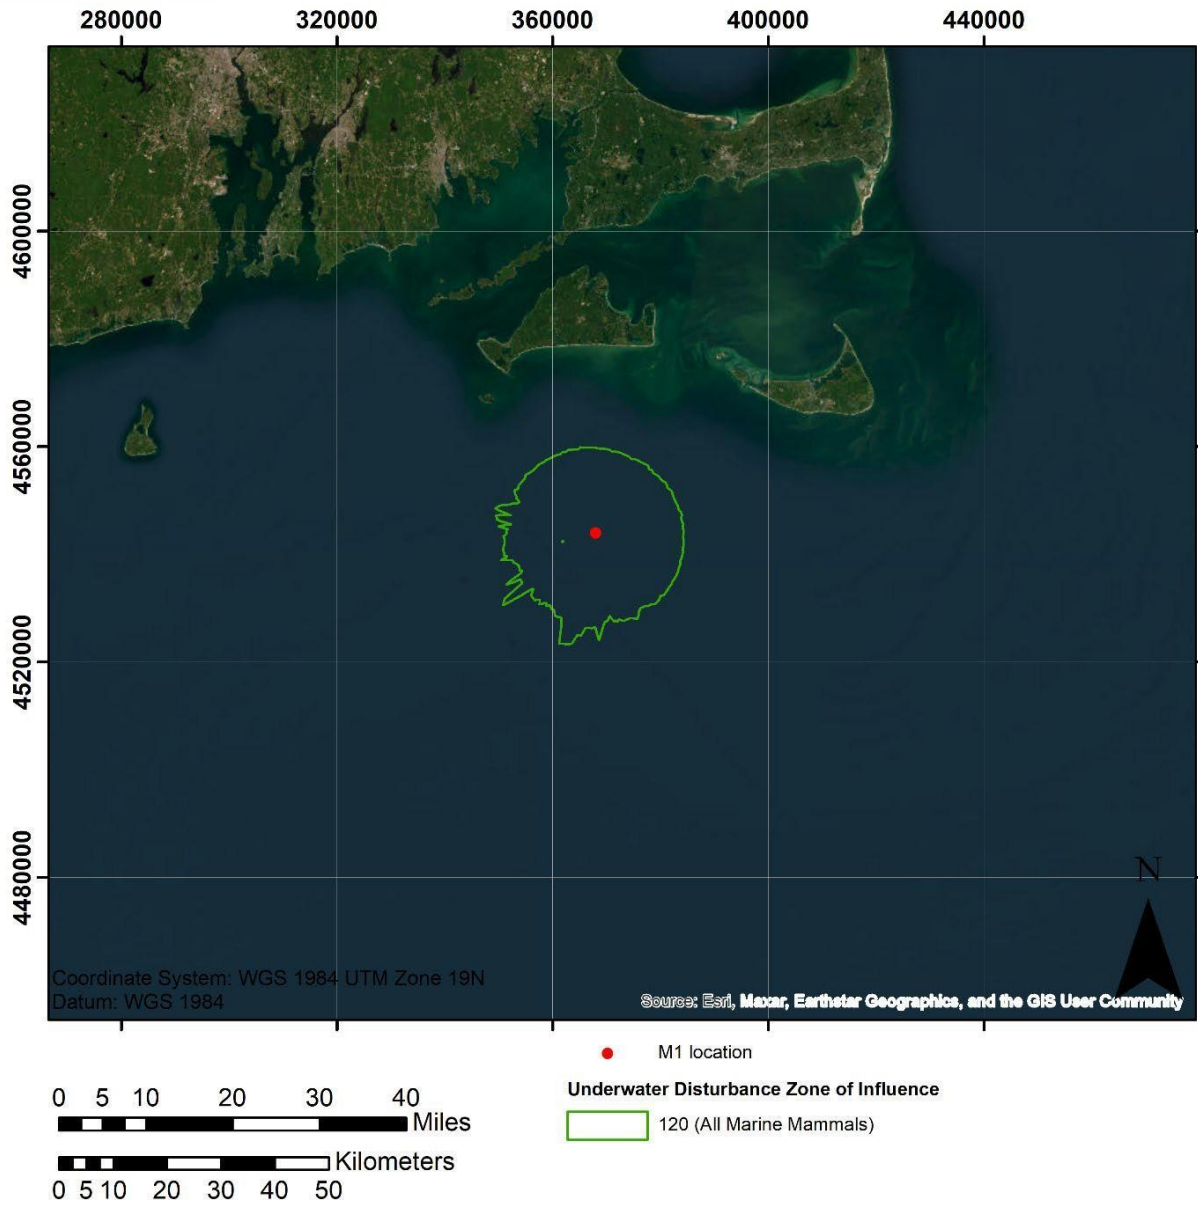 280000 320000 360000 400000 440000
4600000
4560000
4520000
4480000
N
Coordinate System: WGS 1984 UTM Zone 19N
Datum: WGS 1984
Source: Esri, Maxar, Earthstar Geographics, and the GIS User Community
M1 location
Underwater Disturbance Zone of Influence
120 (All Marine Mammals)
0 5 10 20 30 40
Miles
Kilometers
0 5 10 20 30 40 50